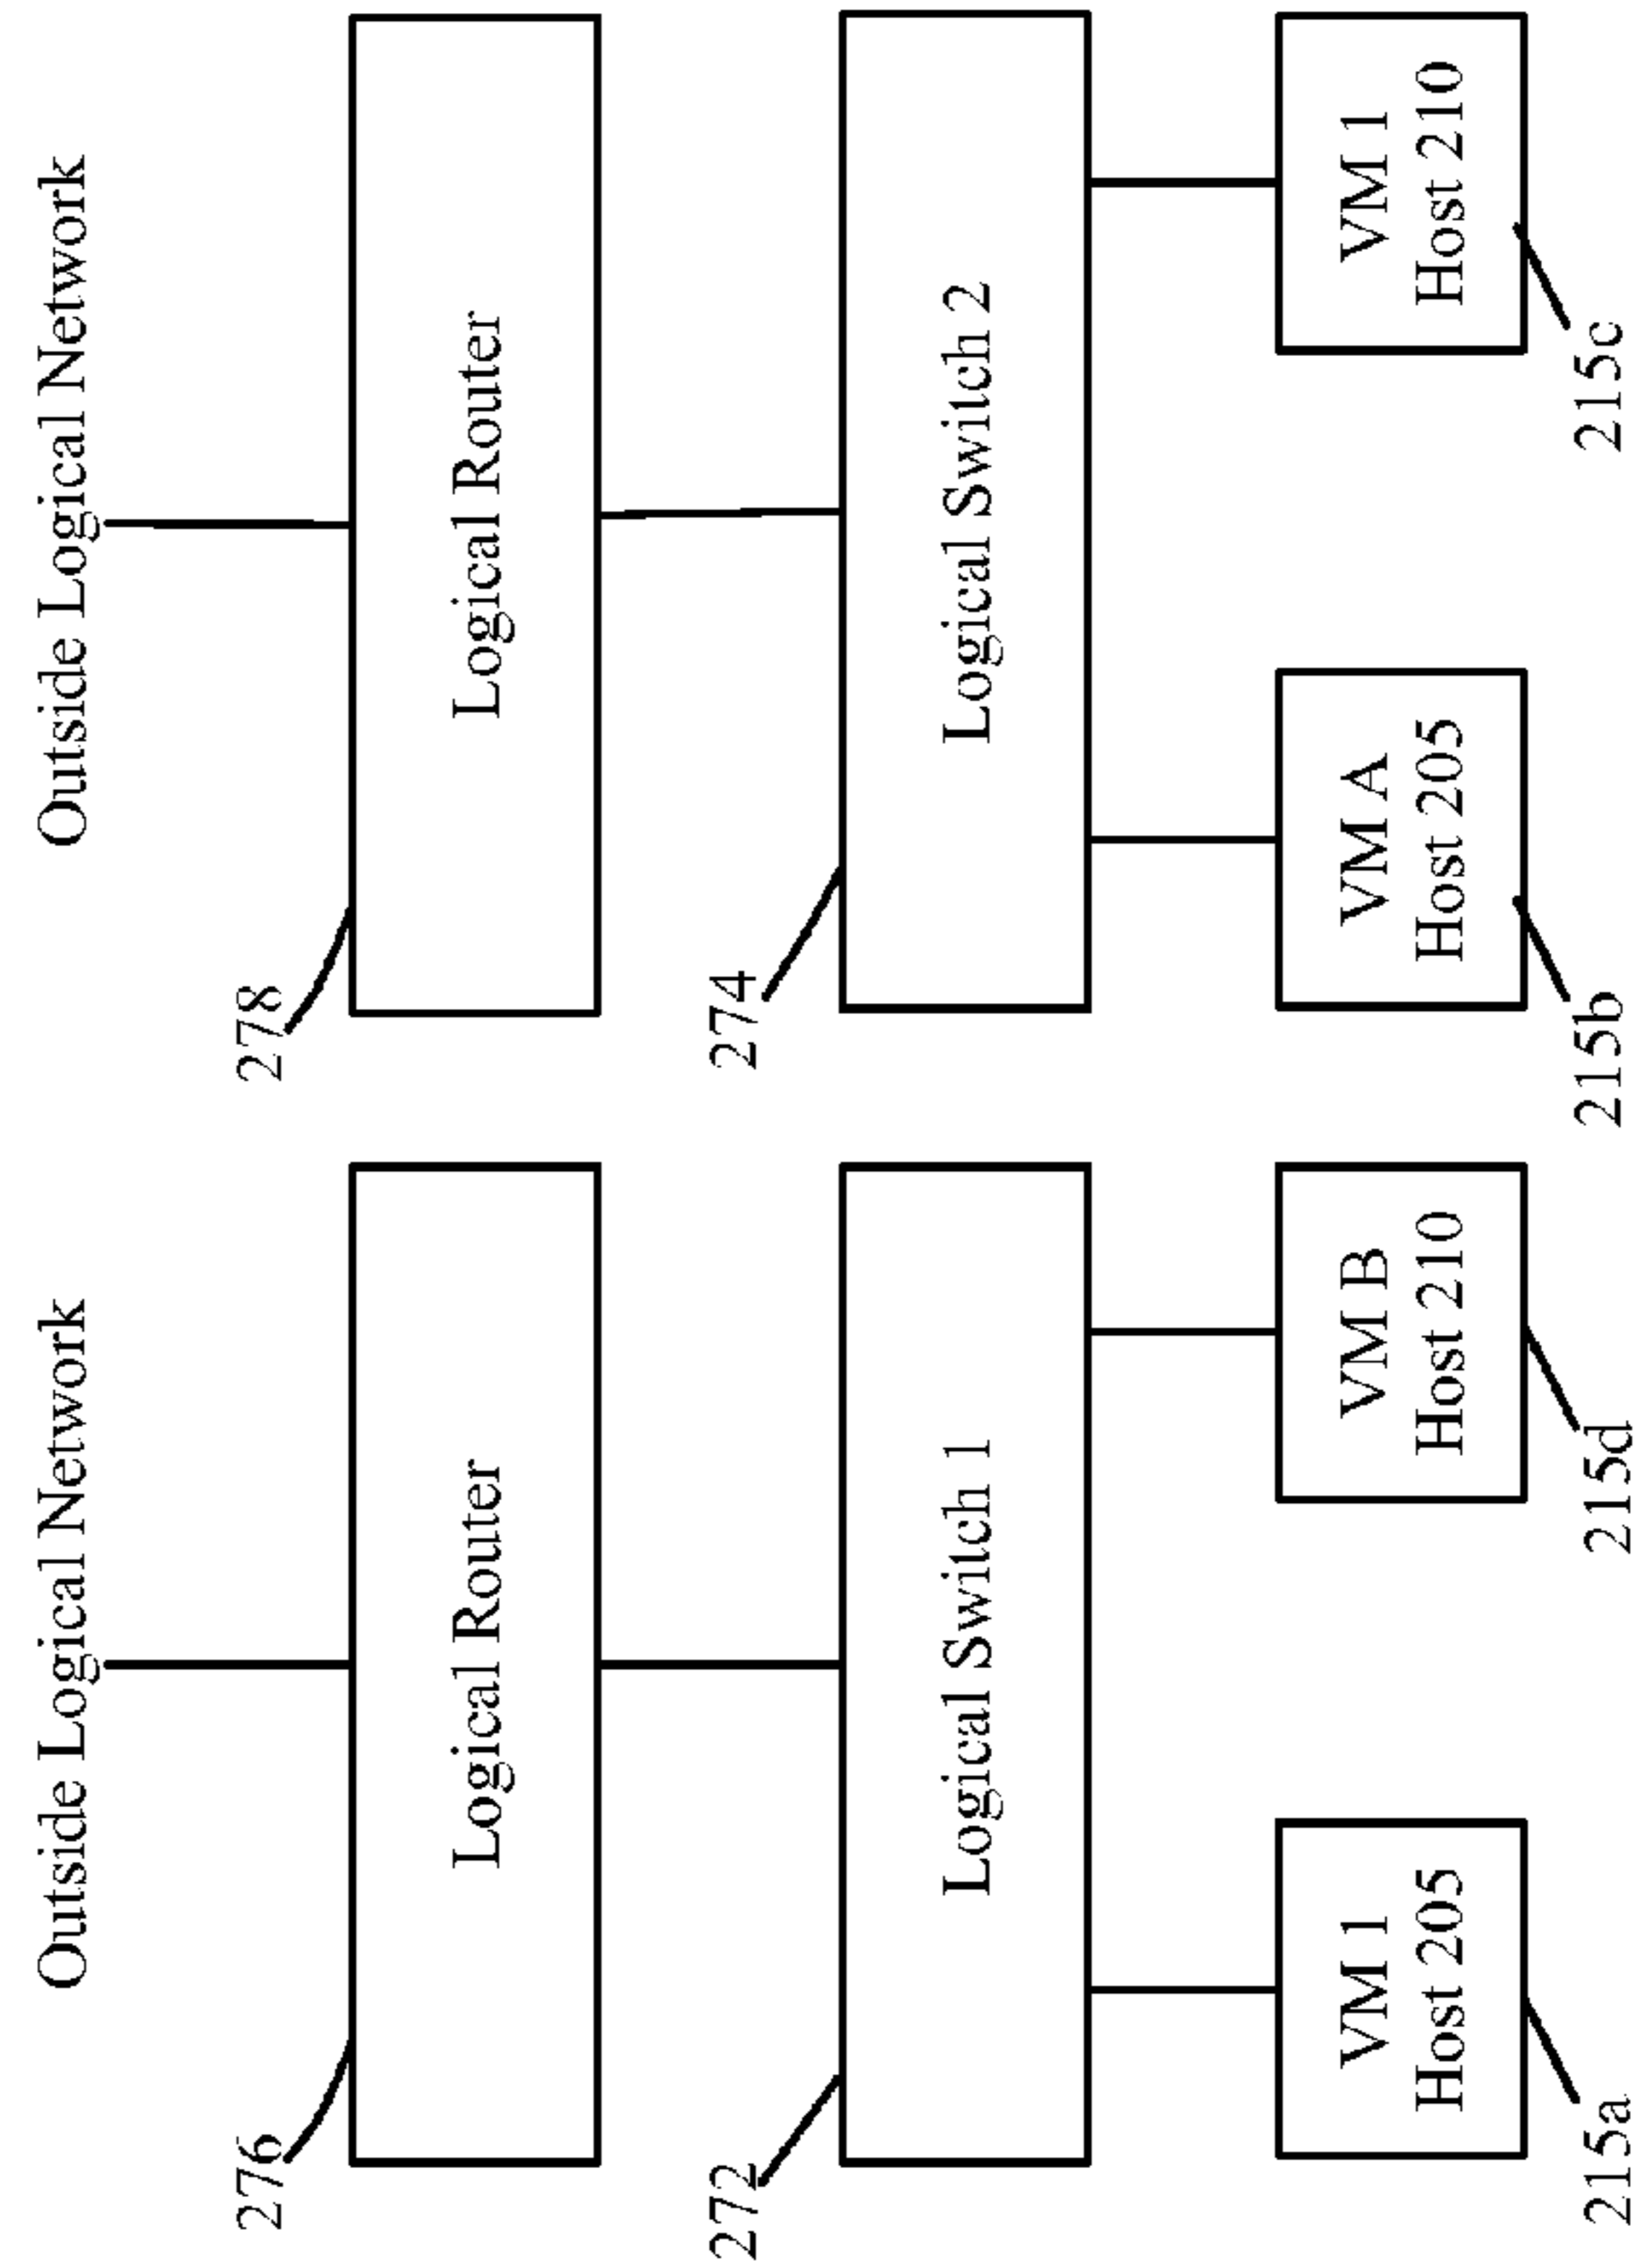 Outside Logical Network
276
Logical Router
272
Logical Switch 1
VM 1
Host 205
215a
VM B
Host 210
215d
Outside Logical Network
278
Logical Router
274
Logical Switch 2
VM A
Host 205
215b
VM 1
Host 210
215c